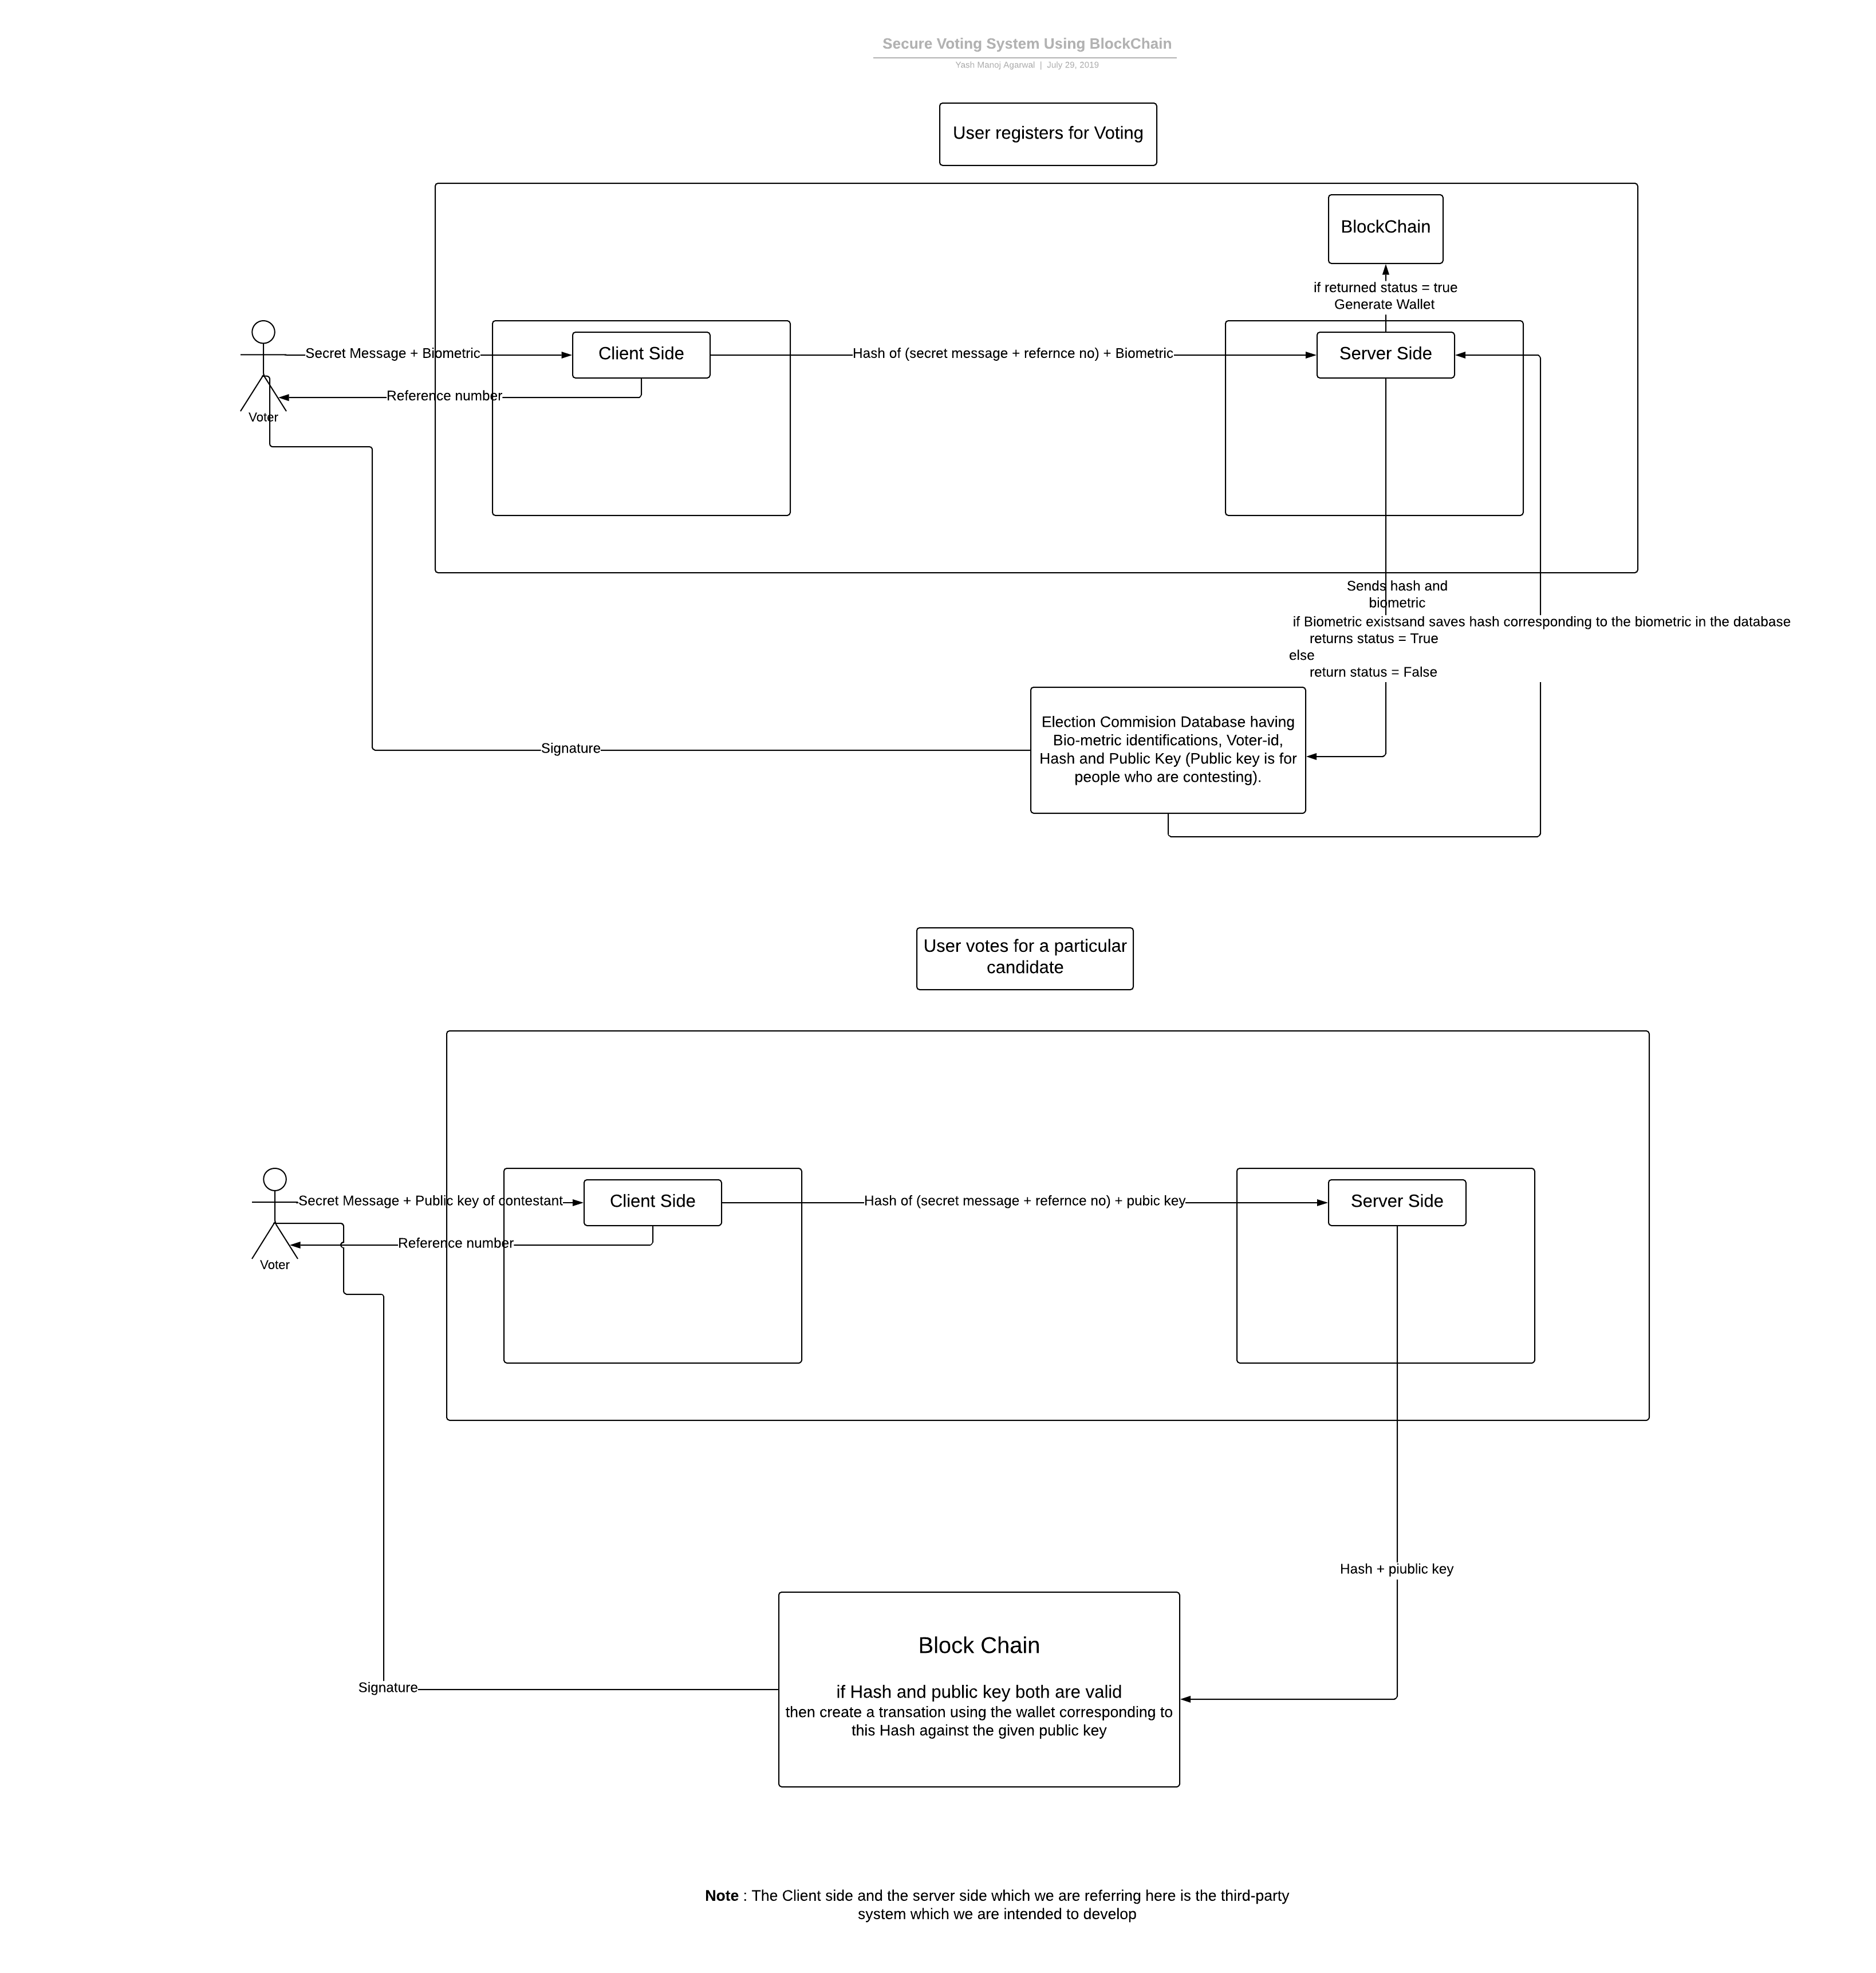 Secure Voting System Using BlockChain
Yash Manoj Agarwal | July 29, 2019
User registers for Voting
BlockChain
if returned status = true
Generate Wallet
Secret Message + Biometric
Client Side
Hash of (secret message + refernce no) + Biometric
Server Side
Reference number
Voter
Sends hash and
biometric
if Biometric existsand saves hash corresponding to the biometric in the database
returns status = True
else
return status = False
Election Commision Database having
Bio-metric identifications, Voter-id,
Hash and Public Key (Public key is for
people who are contesting).
Signature
User votes for a particular
candidate
Secret Message + Public key of contestant
Client Side
Hash of (secret message + refernce no) + pubic key
Server Side
Reference number
Voter
Hash + piublic key
Block Chain
if Hash and public key both are valid
then create a transation using the wallet corresponding to
this Hash against the given public key
Signature
Note : The Client side and the server side which we are referring here is the third-party
system which we are intended to develop